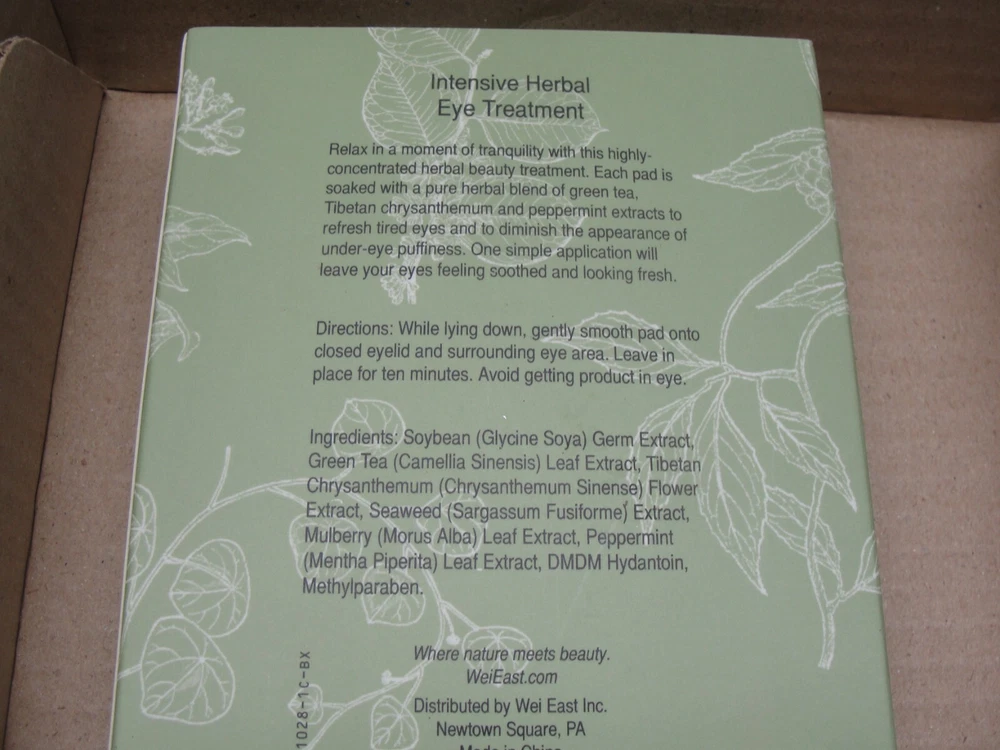 Intensive Herbal
Eye Treatment
Relax in a moment of tranquility with this highly-
concentrated herbal beauty treatment. Each pad is
soaked with a pure herbal blend of green tea,
Tibetan chrysanthemum and peppermint extracts to
refresh tired eyes and to diminish the appearance of
under-eye puffiness. One simple application will
leave your eyes feeling soothed and looking fresh.
Directions: While lying down, gently smooth pad onto
closed eyelid and surrounding eye area. Leave in
place for ten minutes. Avoid getting product in eye.
Ingredients: Soybean (Glycine Soya) Germ Extract,
Green Tea (Camellia Sinensis) Leaf Extract, Tibetan
Chrysanthemum (Chrysanthemum Sinense) Flower
Extract, Seaweed (Sargassum Fusiforme) Extract,
Mulberry (Morus Alba) Leaf Extract, Peppermint
(Mentha Piperita) Leaf Extract, DMDM Hydantoin,
Methylparaben.
Where nature meets beauty.
WeiEast.com
Distributed by Wei East Inc.
Newtown Square, PA
Made in China
1028-1C-BX